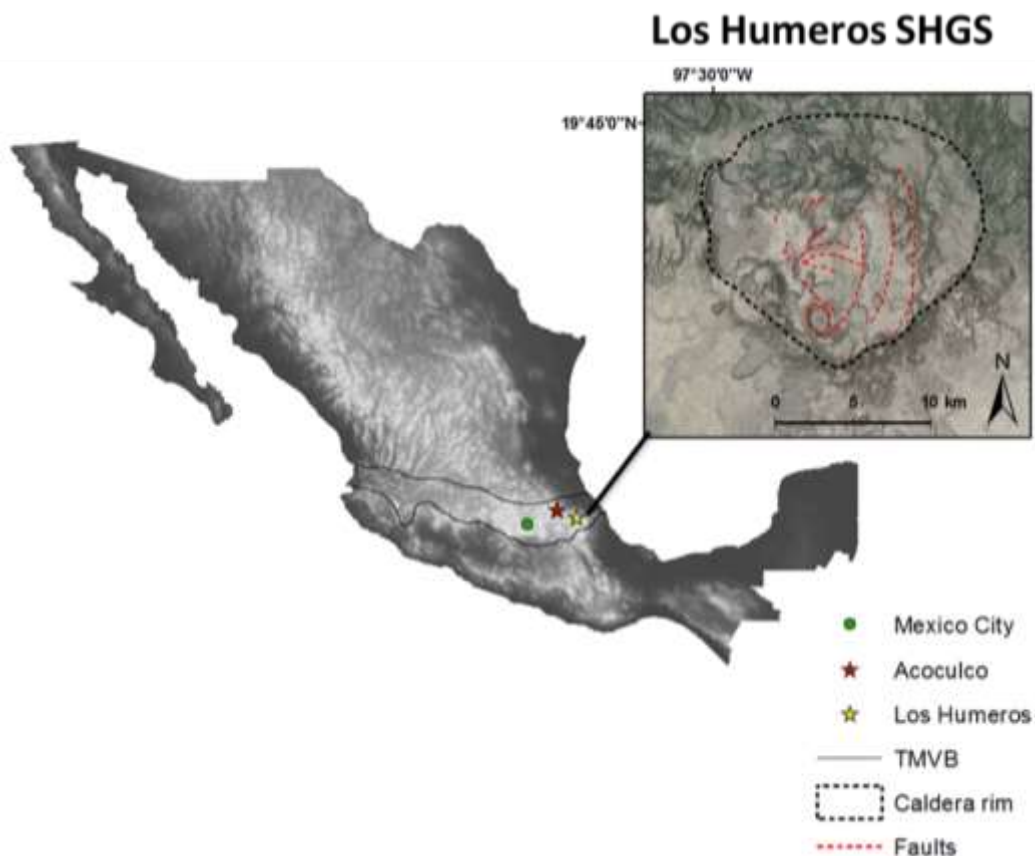 Los Humeros SHGS
97°30'0"W
19°45'0"N
N
0 5 10 km
Mexico City
Acoculco
Los Humeros
TMVB
Caldera rim
Faults